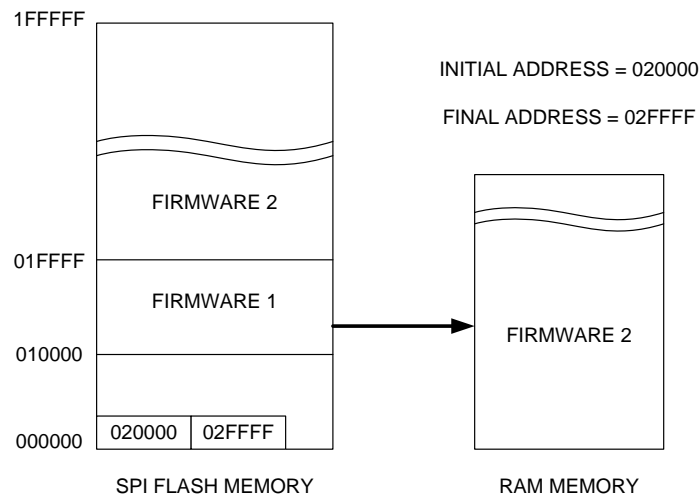 1FFFFF
INITIAL ADDRESS = 020000
FINAL ADDRESS = 02FFFF
FIRMWARE 2
01FFFF
FIRMWARE 1
FIRMWARE 2
010000
020000 02FFFF
000000
SPI FLASH MEMORY
RAM MEMORY